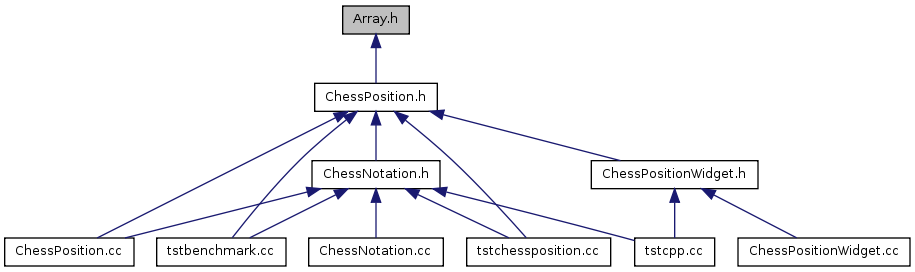 Array.h
ChessPosition.h
ChessNotation.h
ChessPositionWidget.h
ChessPosition.cc
tstbenchmark.cc
ChessNotation.cc
tstchessposition.cc
tstcpp.cc
ChessPositionWidget.cc